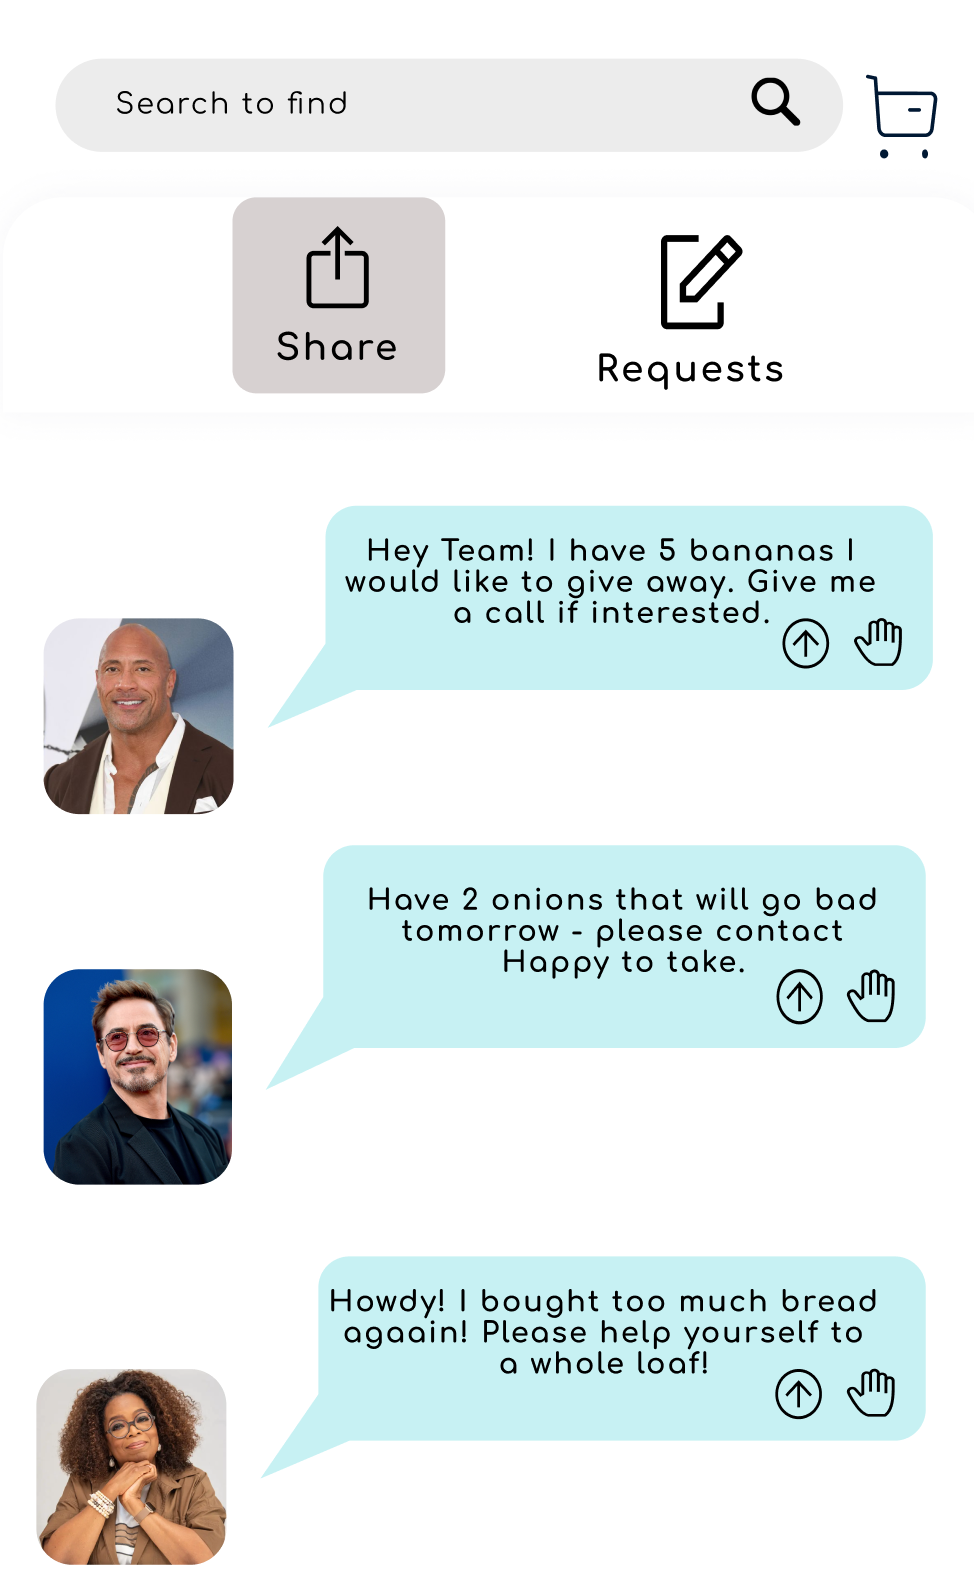 Search to find
Share
Requests
Hey Team! I have 5 bananas I
would like to give away. Give me
a call if interested.
Have 2 onions that will go bad
tomorrow - please contact
Happy to take.
Howdy! I bought too much bread
agaain! Please help yourself to
a whole loaf!